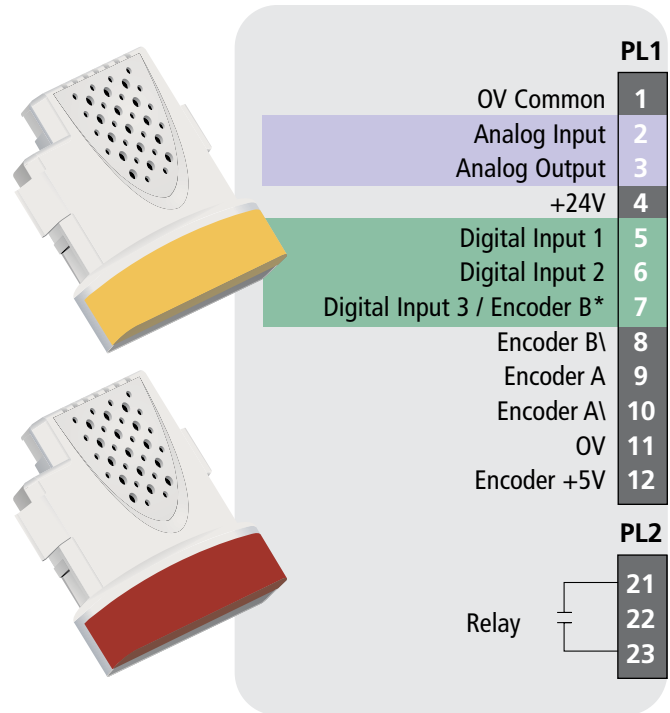 PL1
OV Common 1
Analog Input 2
Analog Output 3
+24V 4
Digital Input 1 5
Digital Input 2 6
Digital Input 3 / Encoder B* 7
Encoder B\ 8
Encoder A 9
Encoder A\ 10
OV 11
Encoder +5V 12
PL2
21
Relay 22
23